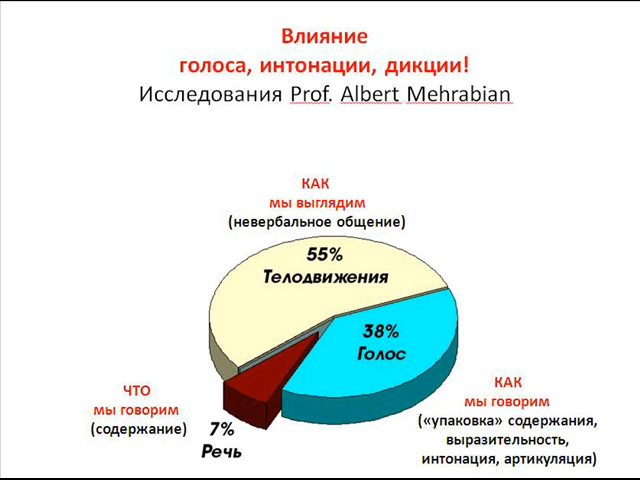 Влияние
голоса, интонации, дикции!
Исследования Prof. Albert Mehrabian
КАК
мы выглядим
(невербальное общение)
55%
Телодвижения
38%
Голос
ЧТО
мы говорим
(содержание)
7%
Речь
КАК
мы говорим
(«упаковка» содержания,
выразительность,
интонация, артикуляция)